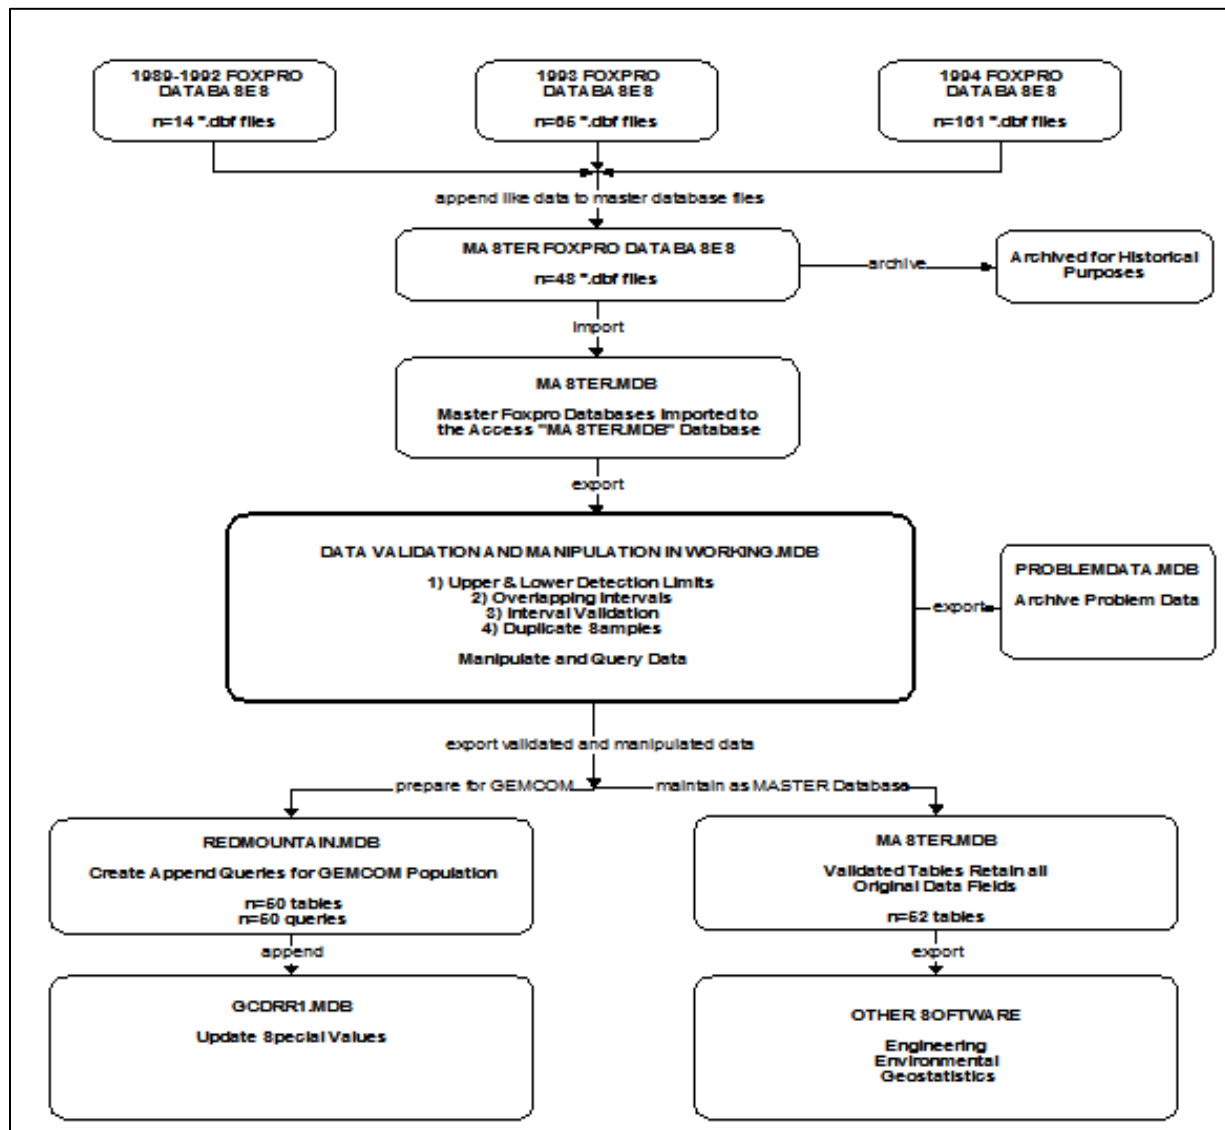 1989-1992 FOXPRO
DATABASES
n=14 *.dbf files
1993 FOXPRO
DATABASES
n=65 *.dbf files
1994 FOXPRO
DATABASES
n=161 *.dbf files
append like data to master database files
MASTER FOXPRO DATABASES
n=48 *.dbf files
archive
Archived for Historical
Purposes
import
MASTER.MDB
Master Foxpro Databases Imported to
the Access "MASTER.MDB" Database
export
DATA VALIDATION AND MANIPULATION IN WORKING.MDB
1) Upper & Lower Detection Limits
2) Overlapping Intervals
3) Interval Validation
4) Duplicate Samples
Manipulate and Query Data
export
PROBLEMDATA.MDB
Archive Problem Data
export validated and manipulated data
prepare for GEMCOM
maintain as MASTER Database
REDMOUNTAIN.MDB
Create Append Queries for GEMCOM Population
n=50 tables
n=50 queries
MASTER.MDB
Validated Tables Retain all
Original Data Fields
n=52 tables
append
export
GCDRR1.MDB
Update Special Values
OTHER SOFTWARE
Engineering
Environmental
Geostatistics